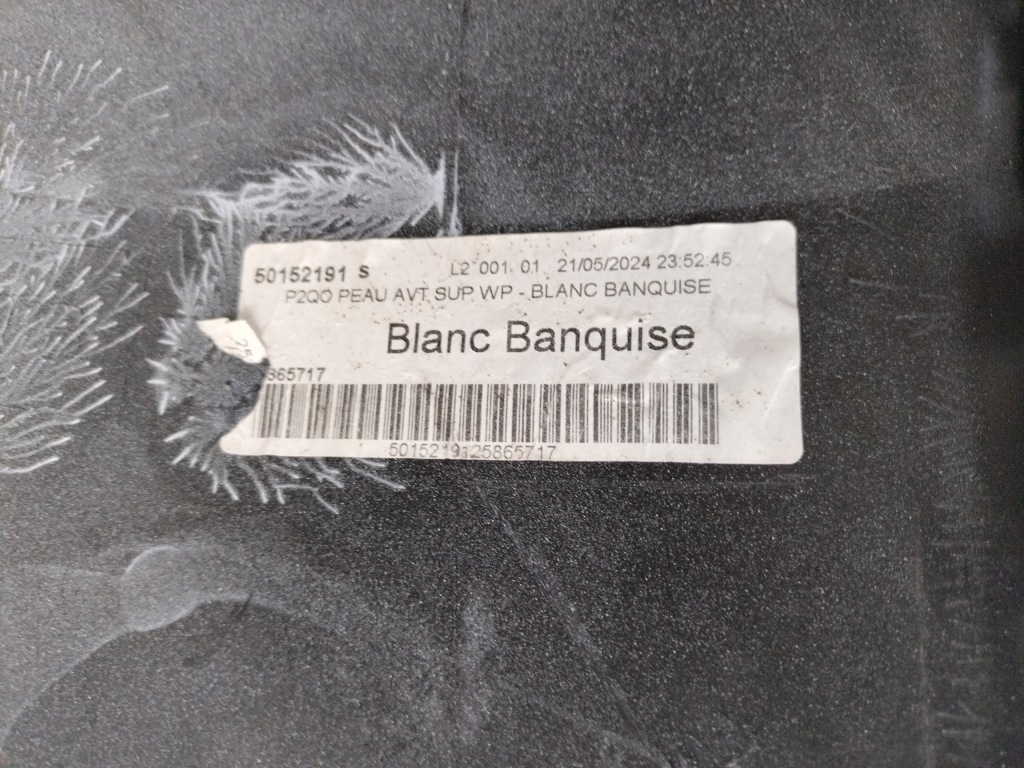 50152191 S L2 001 01 21/05/2024 23:52:45
P2QO PEAU AVT SUP WP - BLANC BANQUISE
Blanc Banquise
25
865717
5015219125865717